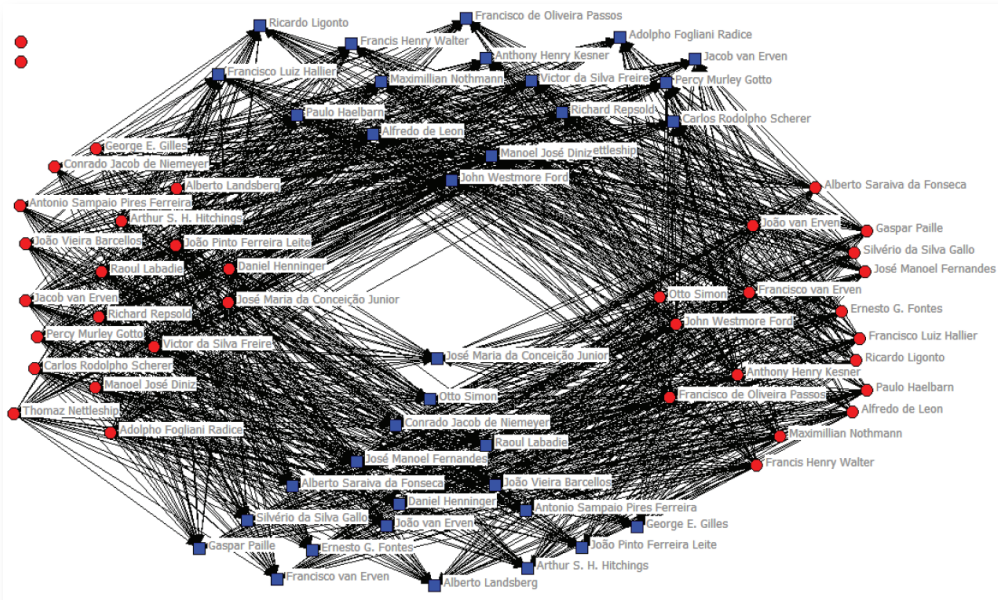 Francisco de Oliveira Passos
Ricardo Ligonto
Adolpho Fogliani Radice
Francis Henry Walter
Anthony Henry Kesner
Jacob van Erven
Francisco Luiz Hallier
Maximillian Nothmann
Victor da Silva Freire
Percy Murley Gotto
Paulo Haelbarn
Richard Repsold
Carlos Rodolpho Scherer
Alfredo de Leon
George E. Gilles
Manoel José Diniz
ettleship
Conrado Jacob de Niemeyer
John Westmore Ford
Alberto Landsberg
Alberto Saraiva da Fonseca
Antonio Sampaio Pires Ferreira
Arthur S. H. Hitchings
João van Erven
Gaspar Paille
João Vieira Barcellos
João Pinto Ferreira Leite
Silvério da Silva Gallo
Raoul Labadie
Daniel Henninger
José Manoel Fernandes
Jacob van Erven
José Maria da Conceição Junior
Otto Simon
Francisco van Erven
Richard Repsold
Ernesto G. Fontes
Percy Murley Gotto
Victor da Silva Freire
John Westmore Ford
Francisco Luiz Hallier
José Maria da Conceição Junior
Ricardo Ligonto
Carlos Rodolpho Scherer
Anthony Henry Kesner
Manoel José Diniz
Otto Simon
Francisco de Oliveira Passos
Paulo Haelbarn
Thomaz Nettleship
Alfredo de Leon
Adolpho Fogliani Radice
Conrado Jacob de Niemeyer
Maximillian Nothmann
Raoul Labadie
José Manoel Fernandes
Francis Henry Walter
Alberto Saraiva da Fonseca
João Vieira Barcellos
Daniel Henninger
Antonio Sampaio Pires Ferreira
Silvério da Silva Gallo
João van Erven
George E. Gilles
Gaspar Paille
Ernesto G. Fontes
João Pinto Ferreira Leite
Arthur S. H. Hitchings
Francisco van Erven
Alberto Landsberg